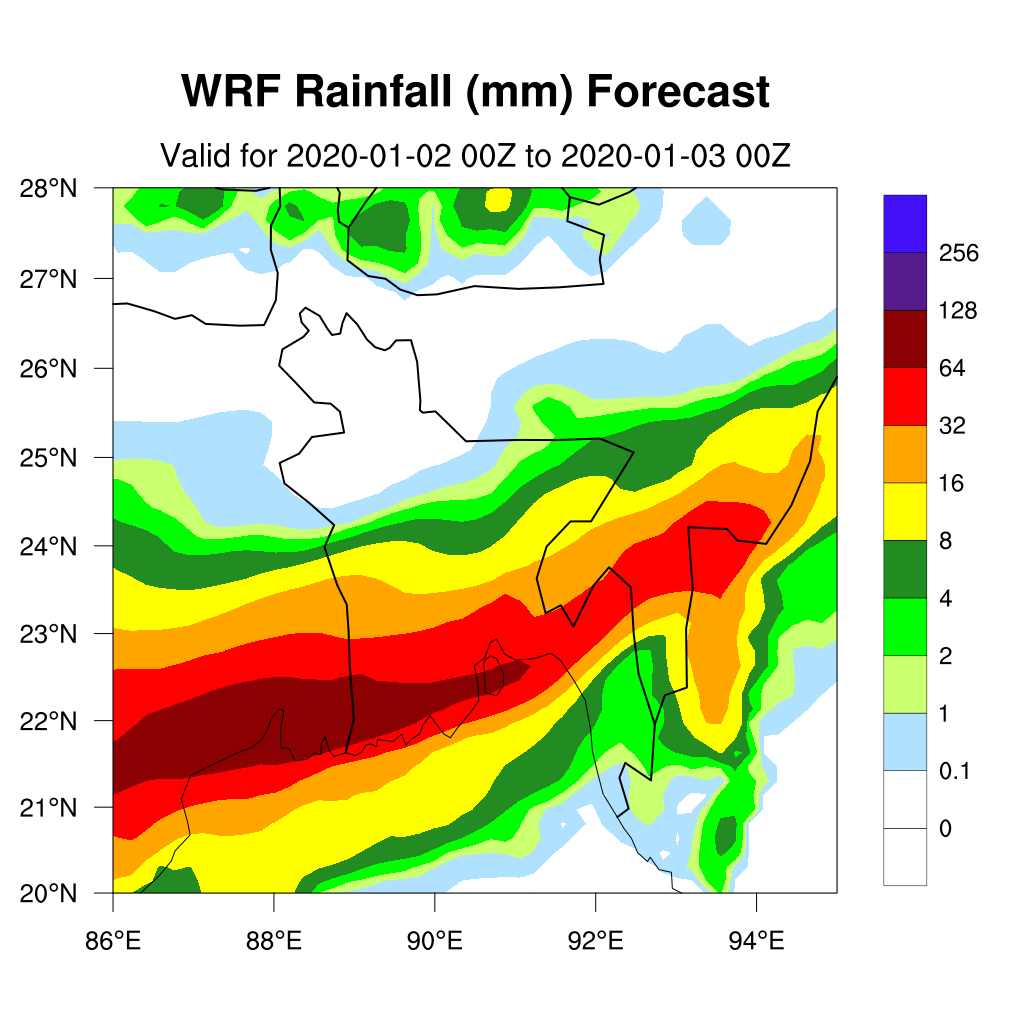 WRF Rainfall (mm) Forecast
Valid for 2020-01-02 00Z to 2020-01-03 00Z
28°N
27°N
26°N
25°N
24°N
23°N
22°N
21°N
20°N
86°E 88°E 90°E 92°E 94°E
256
128
64
32
16
8
4
2
1
0.1
0